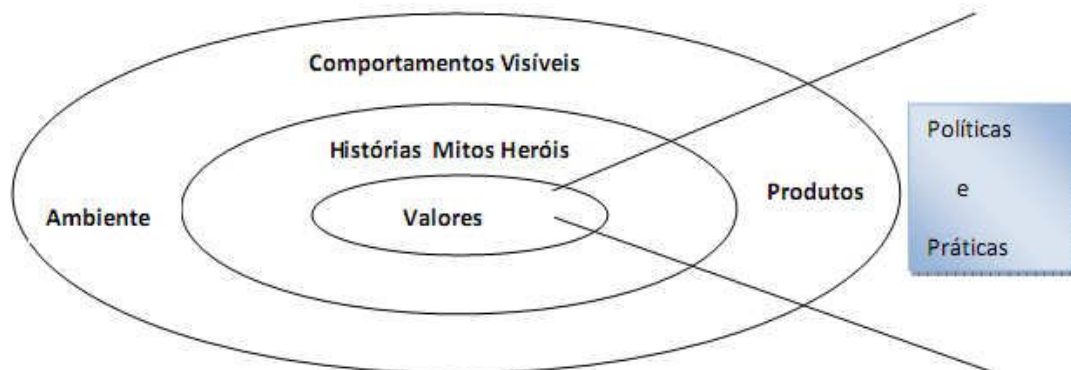 Comportamentos Visíveis
Histórias Mitos Heróis
Ambiente
Valores
Produtos
Políticas
e
Práticas